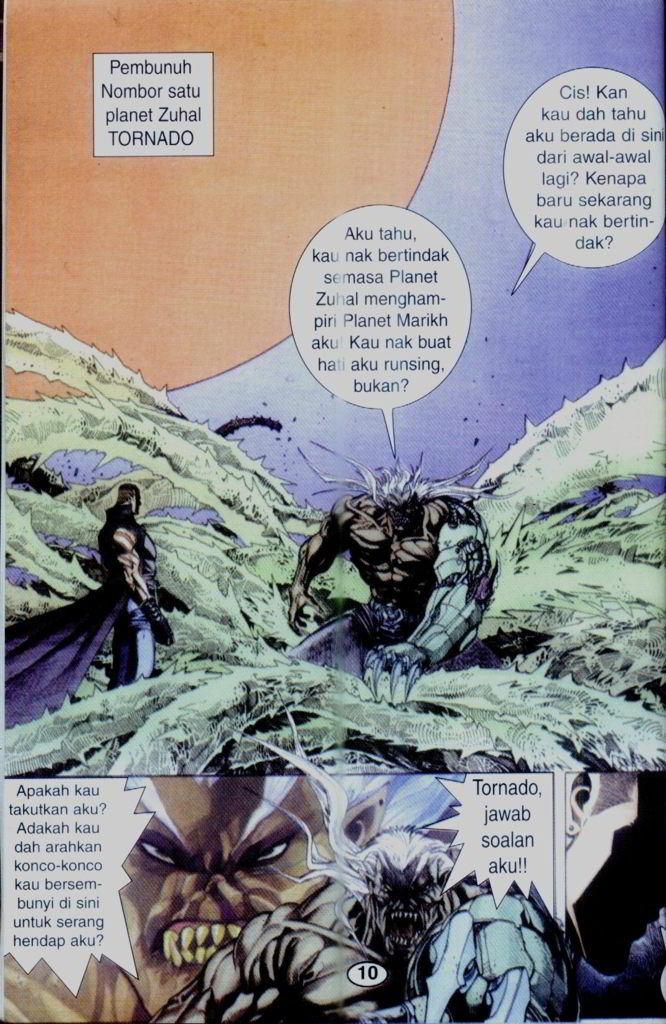 Pembunuh
Nombor satu
planet Zuhal
TORNADO
Cis! Kan
kau dah tahu
aku berada di sini
dari awal-awal
lagi? Kenapa
baru sekarang
kau nak bertin-
dak?
Aku tahu,
kau nak bertindak
semasa Planet
Zuhal mengham-
piri Planet Marikh
aku! Kau nak buat
hati aku runsing,
bukan?
Apakah kau
takutkan aku?
Adakah kau
dah arahkan
konco-konco
kau bersem-
bunyi di sini
untuk serang
hendap aku?
Tornado,
jawab
soalan
aku!!
10